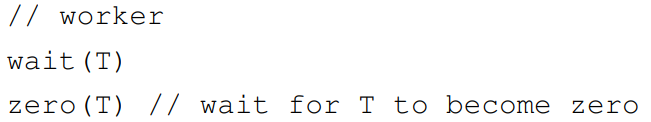 // worker
wait(T)
zero(T) // wait for T to become zero